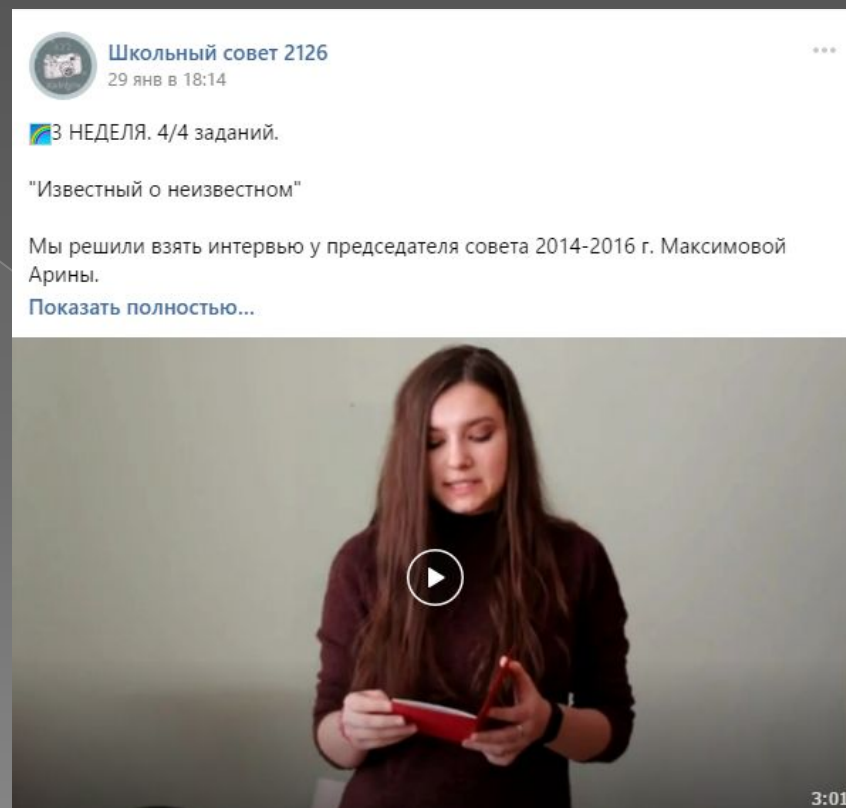 Школьный совет 2126
29 янв в 18:14
3 НЕДЕЛЯ. 4/4 заданий.
"Известный о неизвестном"
Мы решили взять интервью у председателя совета 2014-2016 г. Максимовой
Арины.
Показать полностью...
3:01